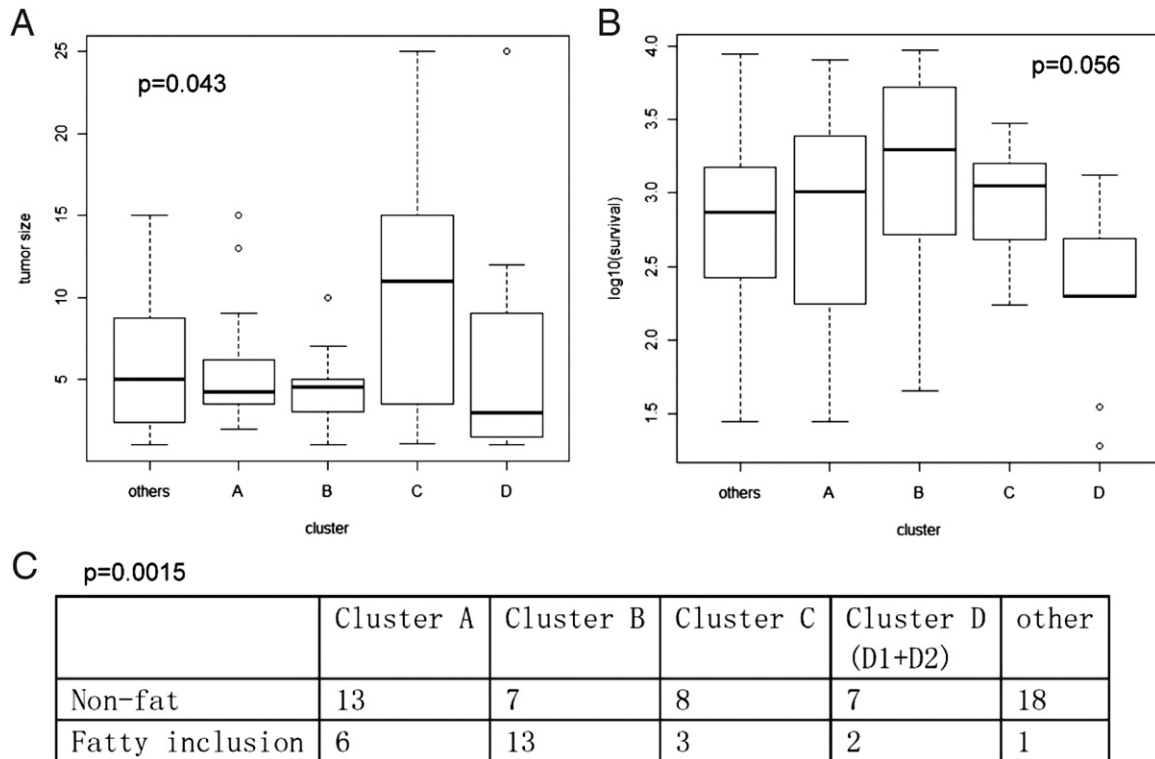 A
p=0.043
25
20
15
10
5
tumor size
others A B C D
cluster
B
p=0.056
4.0
3.5
3.0
2.5
2.0
1.5
log10(survival)
others A B C D
cluster
C p=0.0015
Cluster A Cluster B Cluster C Cluster D other
(D1+D2)
Non-fat 13 7 8 7 18
Fatty inclusion 6 13 3 2 1